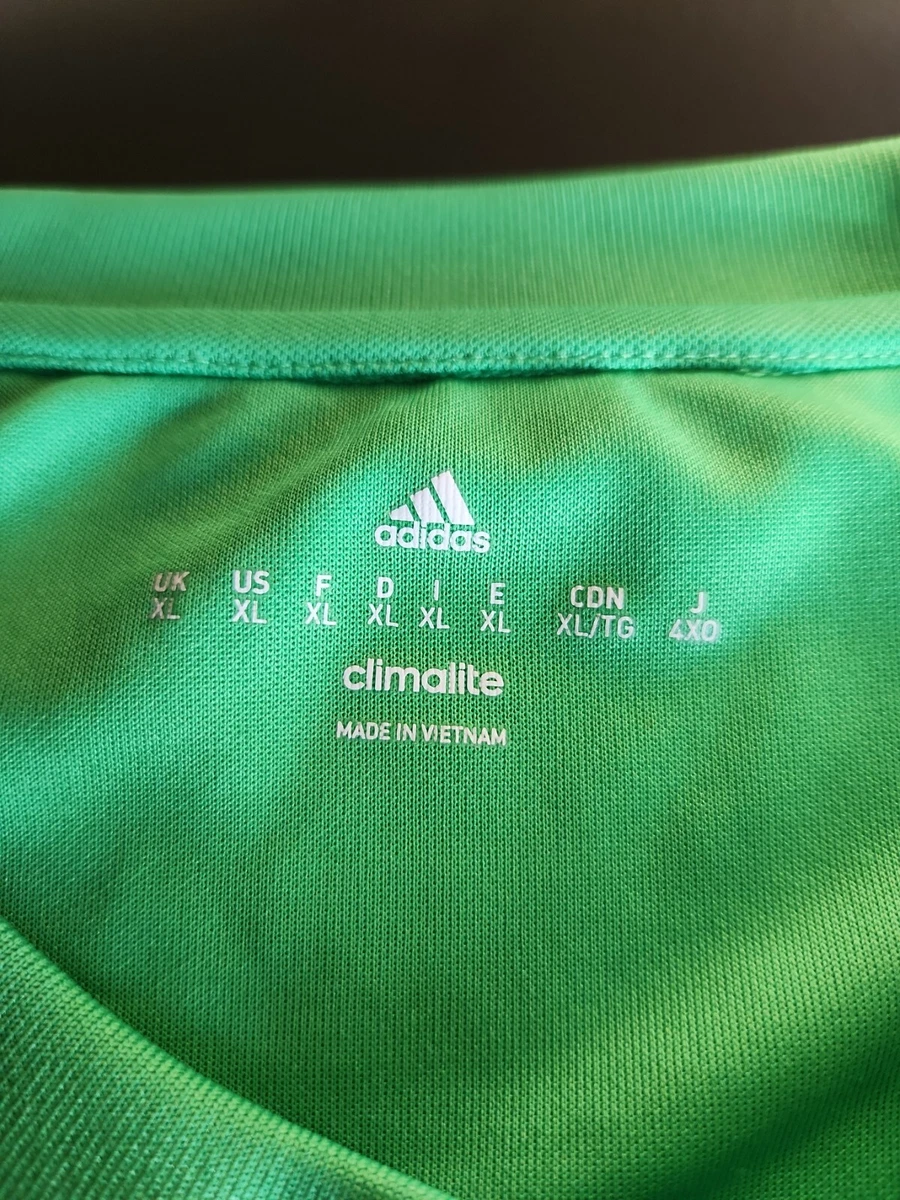 adidas
UK US F D I E CDN J
XL XL XL XL XL XL XL/TG 4XO
climalite
MADE IN VIETNAM